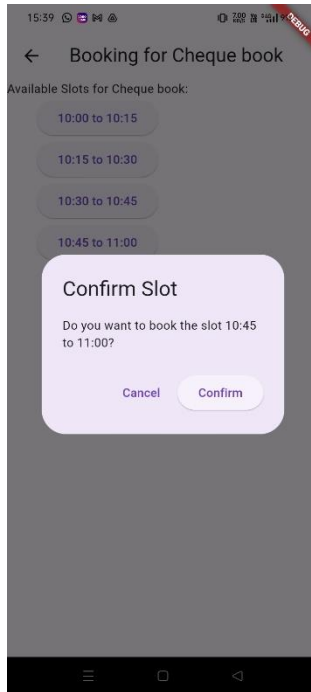 15:39
DEBUG
Booking for Cheque book
Available Slots for Cheque book:
10:00 to 10:15
10:15 to 10:30
10:30 to 10:45
10:45 to 11:00
Confirm Slot
Do you want to book the slot 10:45
to 11:00?
Cancel Confirm